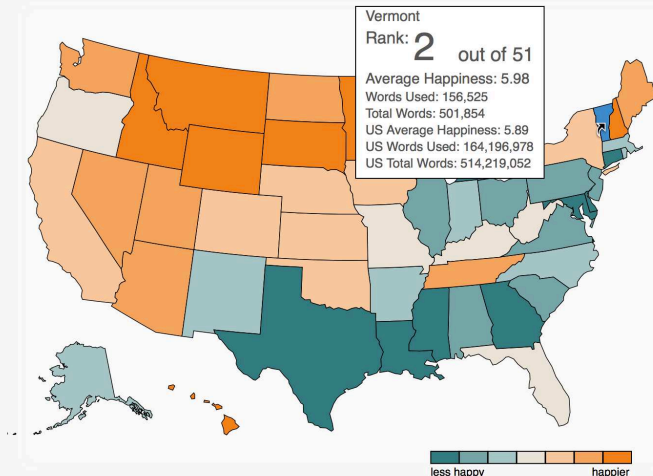 Vermont
Rank: 2 out of 51
Average Happiness: 5.98
Words Used: 156,525
Total Words: 501,854
US Average Happiness: 5.89
US Words Used: 164,196,978
US Total Words: 514,219,052
less happy happier